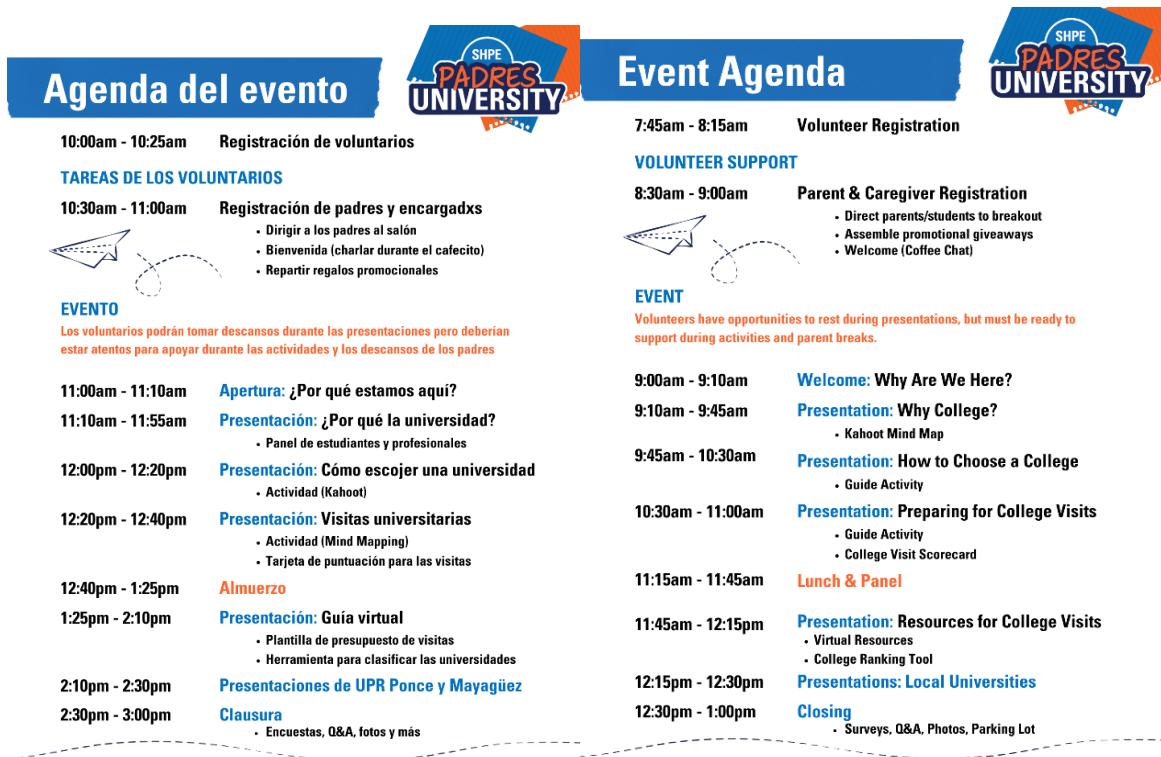 Agenda del evento
SHPE
PADRES
UNIVERSITY
10:00am - 10:25am Registración de voluntarios
TAREAS DE LOS VOLUNTARIOS
10:30am - 11:00am Registración de padres y encargadxs
• Dirigir a los padres al salón
• Bienvenida (charlar durante el cafecito)
• Repartir regalos promocionales
EVENTO
Los voluntarios podrán tomar descansos durante las presentaciones pero deberían
estar atentos para apoyar durante las actividades y los descansos de los padres
11:00am - 11:10am Apertura: ¿Por qué estamos aquí?
11:10am - 11:55am Presentación: ¿Por qué la universidad?
• Panel de estudiantes y profesionales
12:00pm - 12:20pm Presentación: Cómo escojer una universidad
• Actividad (Kahoot)
12:20pm - 12:40pm Presentación: Visitas universitarias
• Actividad (Mind Mapping)
• Tarjeta de puntuación para las visitas
12:40pm - 1:25pm Almuerzo
1:25pm - 2:10pm Presentación: Guía virtual
• Plantilla de presupuesto de visitas
• Herramienta para clasificar las universidades
2:10pm - 2:30pm Presentaciones de UPR Ponce y Mayagüez
2:30pm - 3:00pm Clausura
• Encuestas, Q&A, fotos y más
Event Agenda
SHPE
PADRES
UNIVERSITY
7:45am - 8:15am Volunteer Registration
VOLUNTEER SUPPORT
8:30am - 9:00am Parent & Caregiver Registration
• Direct parents/students to breakout
• Assemble promotional giveaways
• Welcome (Coffee Chat)
EVENT
Volunteers have opportunities to rest during presentations, but must be ready to
support during activities and parent breaks.
9:00am - 9:10am Welcome: Why Are We Here?
9:10am - 9:45am Presentation: Why College?
• Kahoot Mind Map
9:45am - 10:30am Presentation: How to Choose a College
• Guide Activity
10:30am - 11:00am Presentation: Preparing for College Visits
• Guide Activity
• College Visit Scorecard
11:15am - 11:45am Lunch & Panel
11:45am - 12:15pm Presentation: Resources for College Visits
• Virtual Resources
• College Ranking Tool
12:15pm - 12:30pm Presentations: Local Universities
12:30pm - 1:00pm Closing
• Surveys, Q&A, Photos, Parking Lot